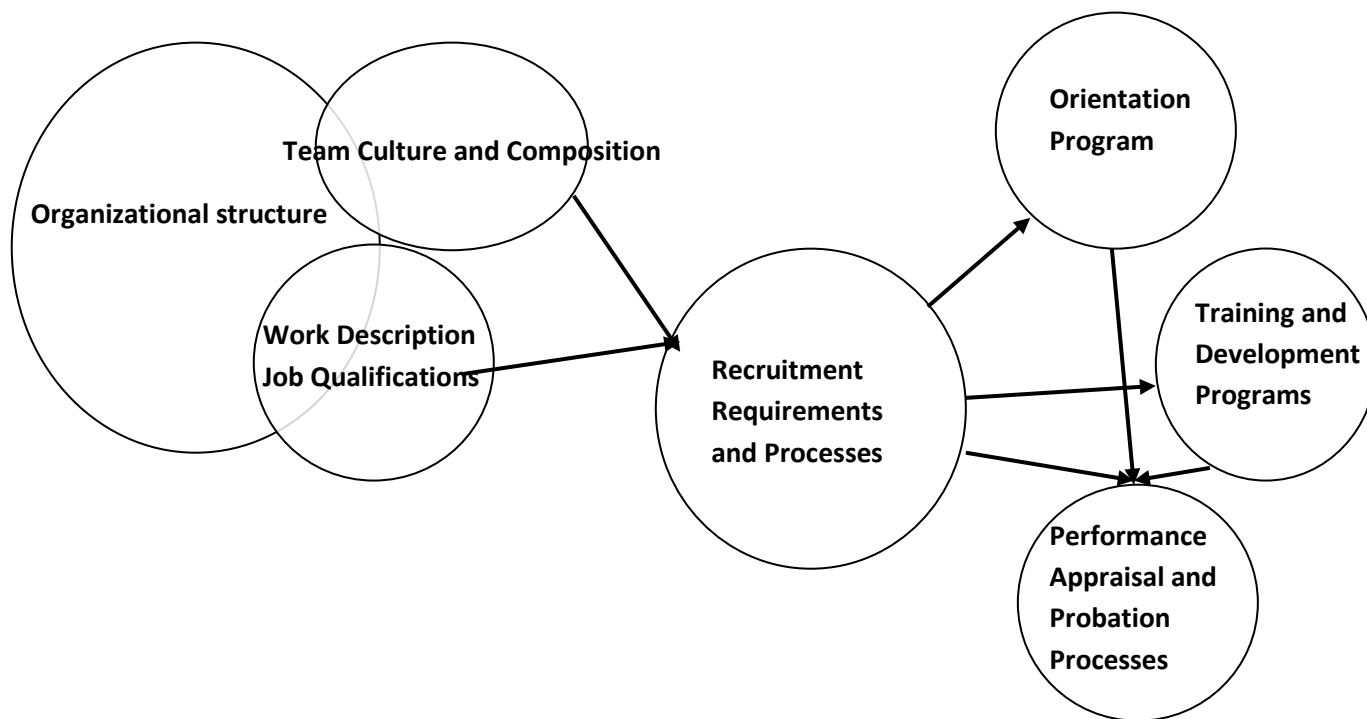 Team Culture and Composition
Organizational structure
Work Description
Job Qualifications
Recruitment
Requirements
and Processes
Orientation
Program
Training and
Development
Programs
Performance
Appraisal and
Probation
Processes